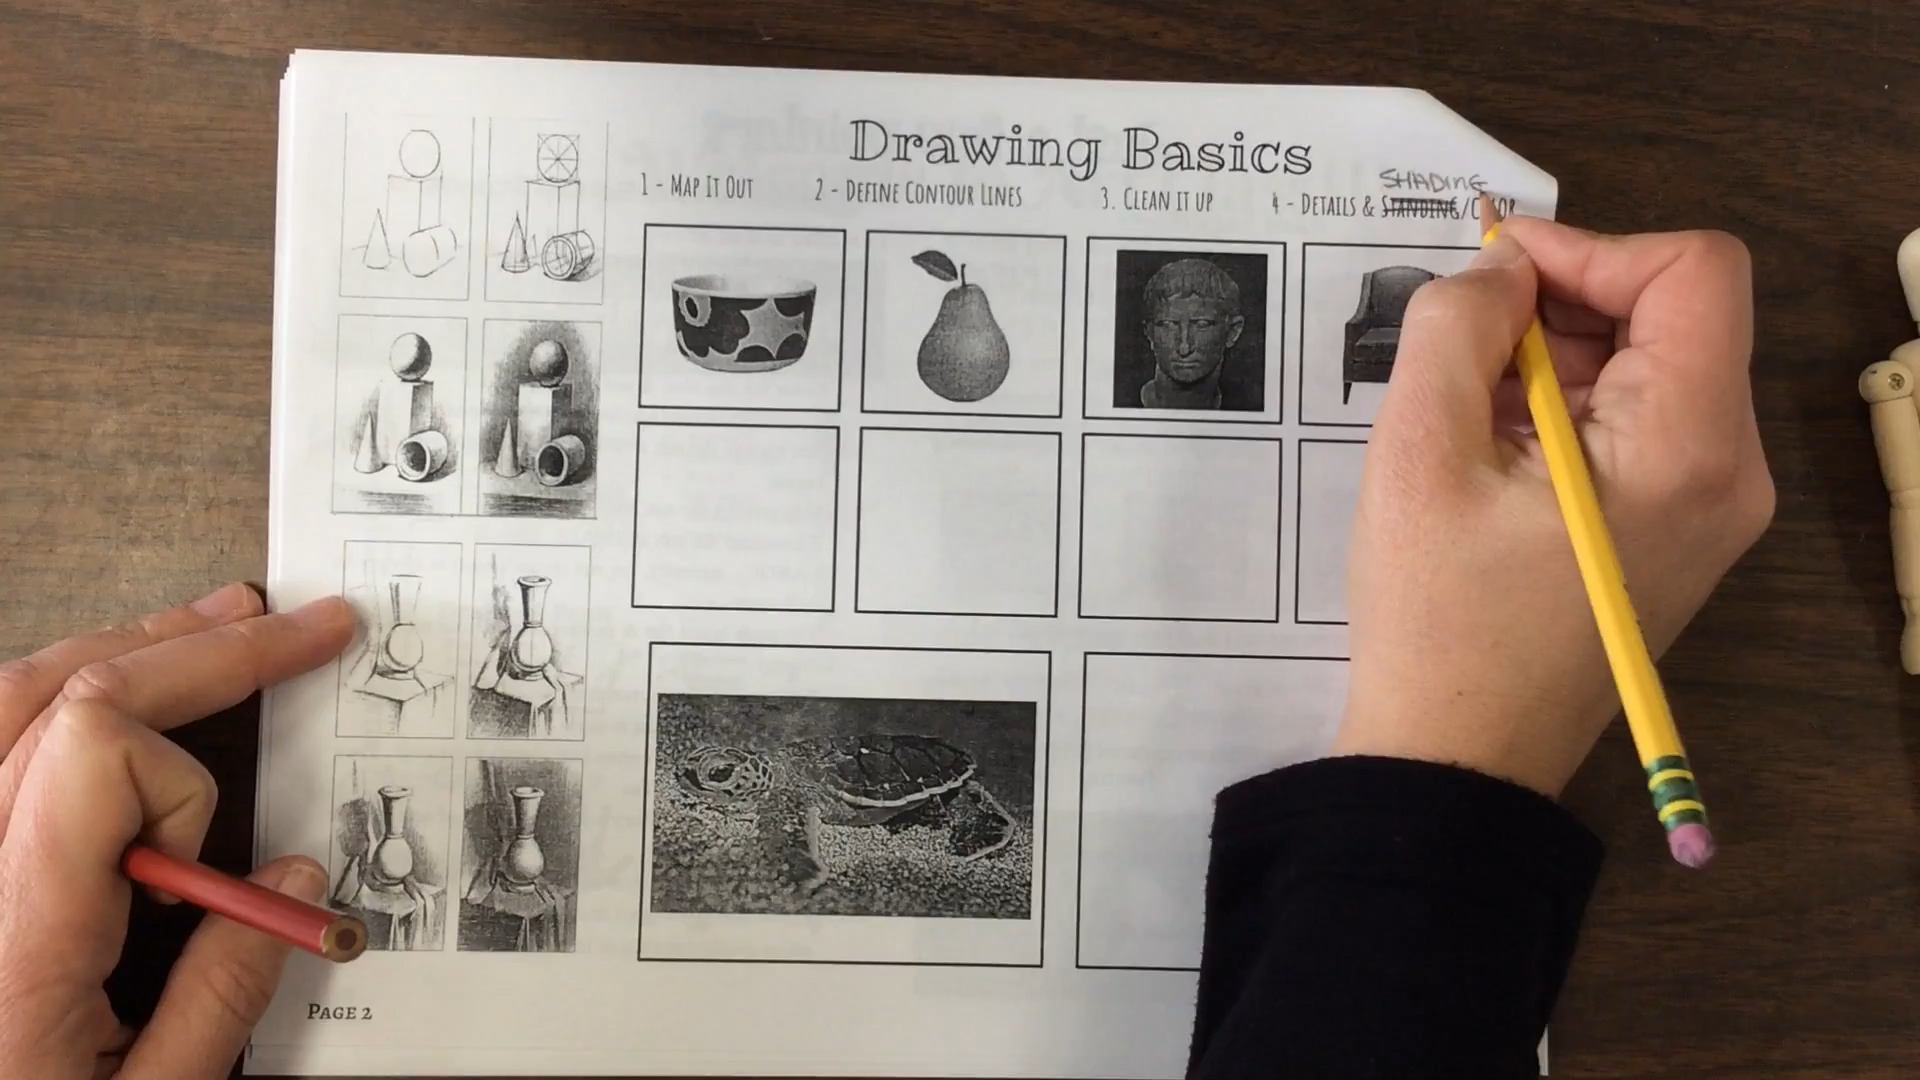 Drawing Basics
SHADING
1 - Map It Out 2 - Define Contour Lines 3. Clean it up 4 - Details & Standing/Color
Page 2